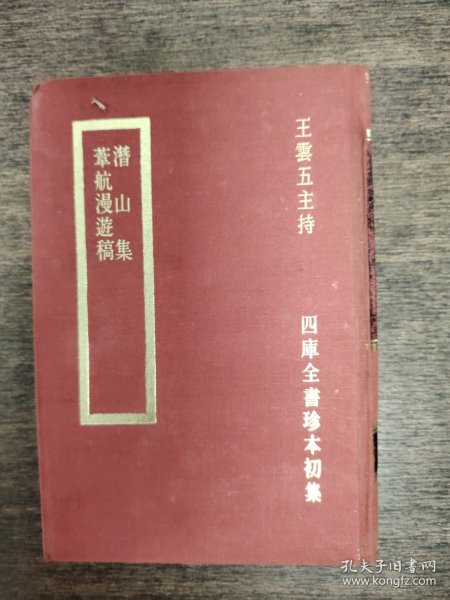 王雲五主持
四庫全書珍本初集
潛山集
葦航漫遊稿
孔夫子旧书网
www.kongfz.com